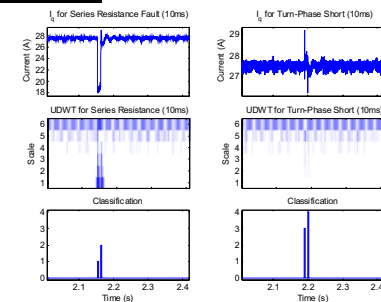 I_q for Series Resistance Fault (10ms)
I_q for Turn-Phase Short (10ms)
Current (A)
28
26
24
22
20
18
Current (A)
29
28
27
UDWT for Series Resistance (10ms)
UDWT for Turn-Phase Short (10ms)
Scale
6
5
4
3
2
1
Scale
6
5
4
3
2
1
Classification
Classification
4
3
2
1
0
4
3
2
1
0
2.1 2.2 2.3 2.4
2.1 2.2 2.3 2.4
Time (s)
Time (s)